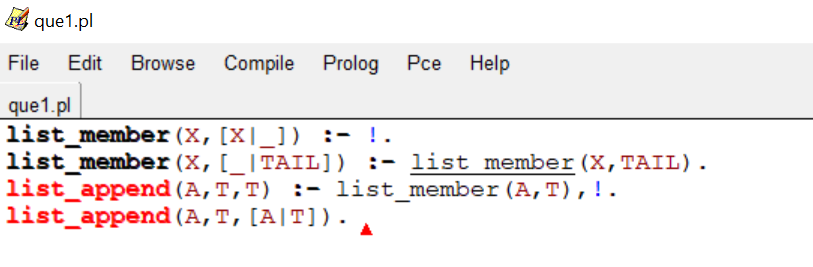 que1.pl
File Edit Browse Compile Prolog Pce Help
que1.pl
list_member(X,[X|_]) :- !.
list_member(X,[_|TAIL]) :- list_member(X,TAIL).
list_append(A,T,T) :- list_member(A,T),!.
list_append(A,T,[A|T]).